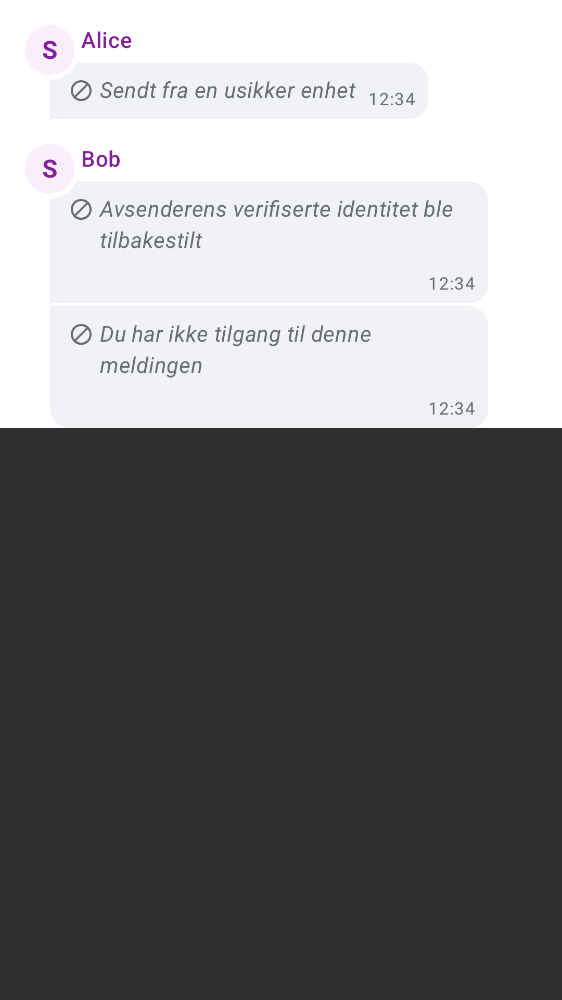 S
Alice
Sendt fra en usikker enhet
12:34
S
Bob
Avsenderens verifiserte identitet ble
tilbakestilt
12:34
Du har ikke tilgang til denne
meldingen
12:34